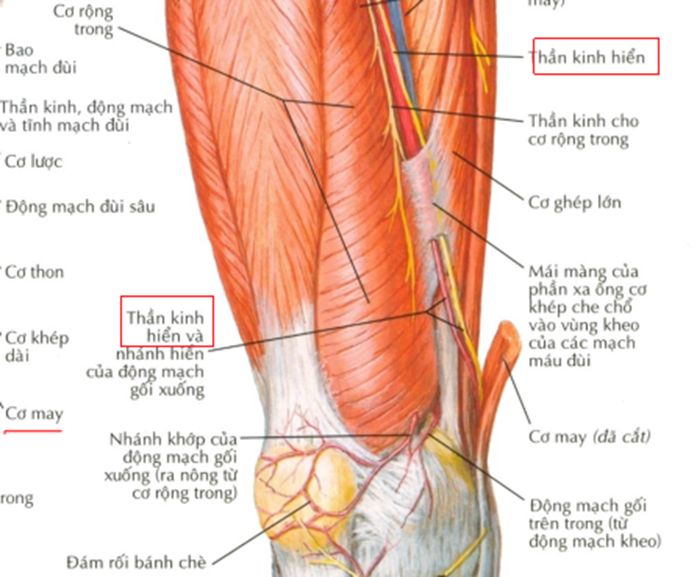 Cơ rộng
trong
Bao
mạch đùi
Thần kinh, động mạch
và tĩnh mạch đùi
Cơ lược
Động mạch đùi sâu
Cơ thon
Thần kinh
hiển và
nhánh hiển
của động mạch
gối xuống
Cơ khép
dài
Cơ may
Nhánh khớp của
động mạch gối
xuống (ra nông từ
cơ rộng trong)
rong
Đám rối bánh chè
máy)
Thần kinh hiển
Thần kinh cho
cơ rộng trong
Cơ ghép lớn
Mái màng của
phần xa ống cơ
khép che chổ
vào vùng kheo
của các mạch
máu đùi
Cơ may (đã cắt)
Động mạch gối
trên trong (từ
động mạch kheo)